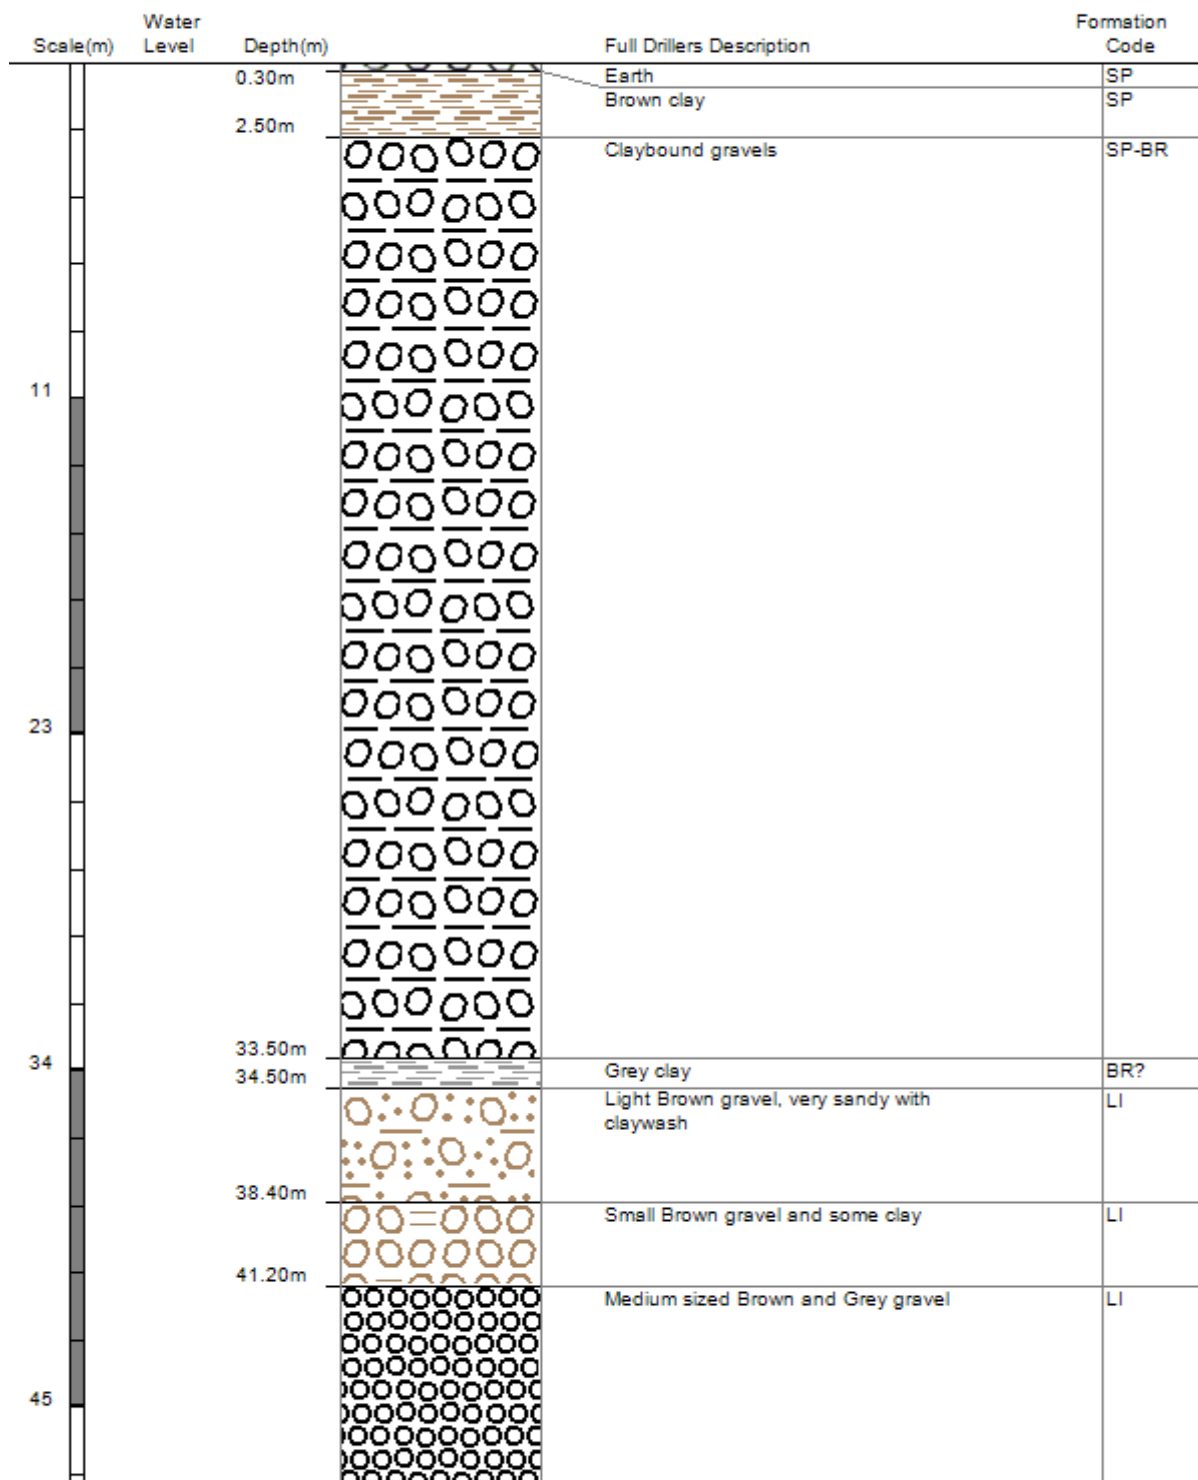 Water Formation
Scale(m) Level Depth(m) Full Drillers Description Code
0.30m Earth SP
Brown clay SP
2.50m
Claybound gravels SP-BR
11
23
33.50m
34
34.50m Grey clay BR?
Light Brown gravel, very sandy with LI
claywash
38.40m
Small Brown gravel and some clay LI
41.20m
Medium sized Brown and Grey gravel LI
45